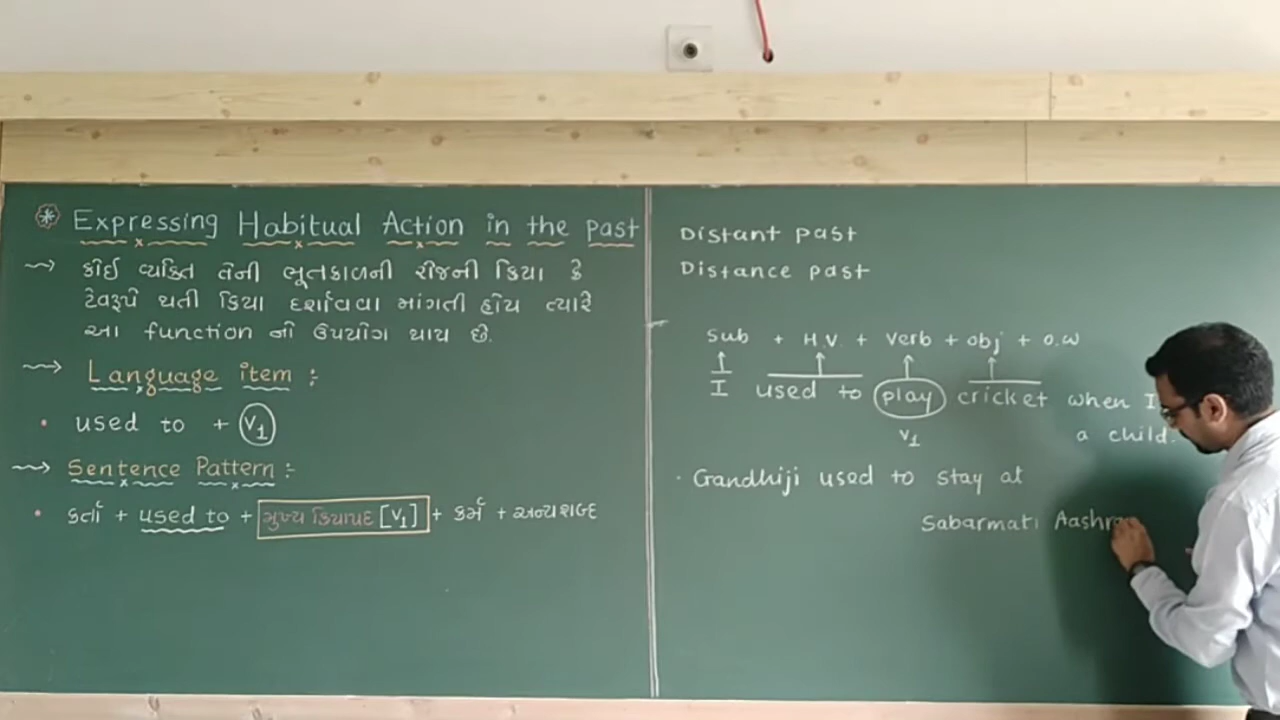 Expressing Habitual Action in the past
કોઈ વ્યક્તિ તેની ભૂતકાળની રોજની ક્રિયા કે
ટેવરૂપે થતી ક્રિયા દર્શાવવા માંગતી હોય ત્યારે
આ function નો ઉપયોગ થાય છે.
Language item :
• used to + V1
Sentence Pattern :-
• કર્તા + used to + મુખ્ય ક્રિયાપદ [V1] + કર્મ + અન્ય શબ્દ
Distant past
Distance past
Sub + H.V. + Verb + obj + o.w
I used to play cricket when I
a child.
V1
· Gandhiji used to stay at
Sabarmati Aashra